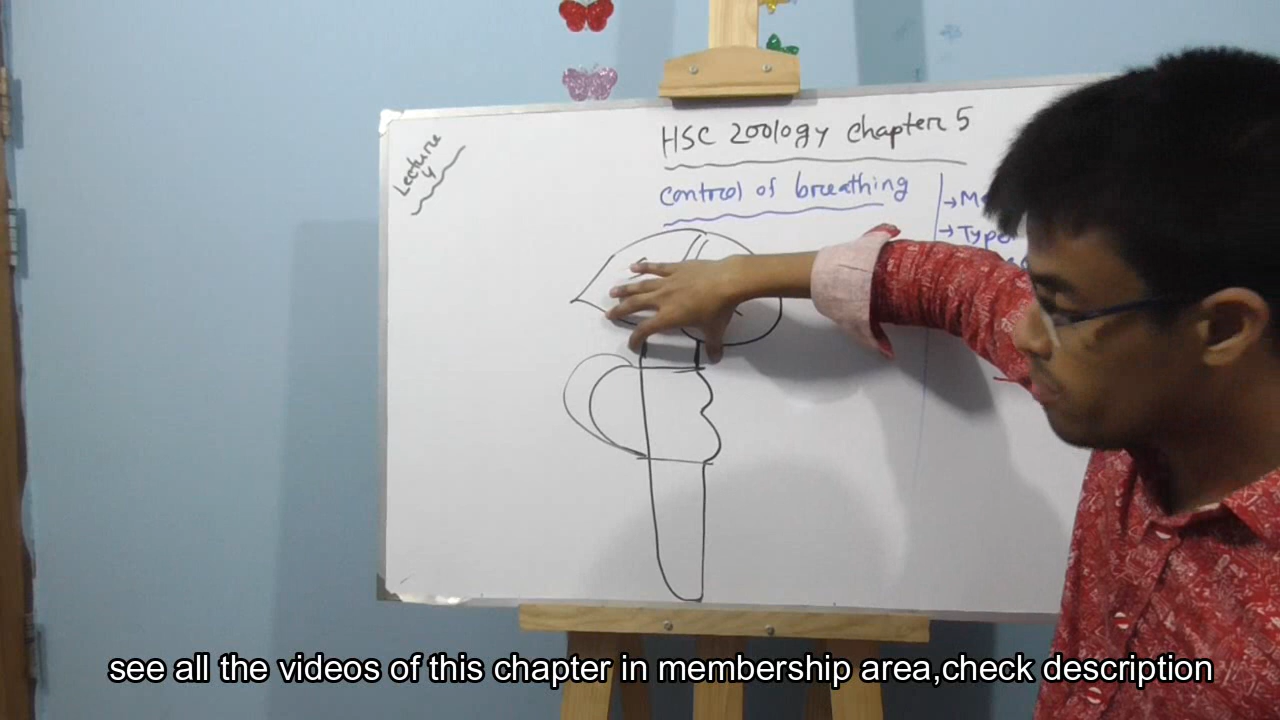 Lecture
4
HSC Zoology chapter 5
control of breathing
see all the videos of this chapter in membership area,check description